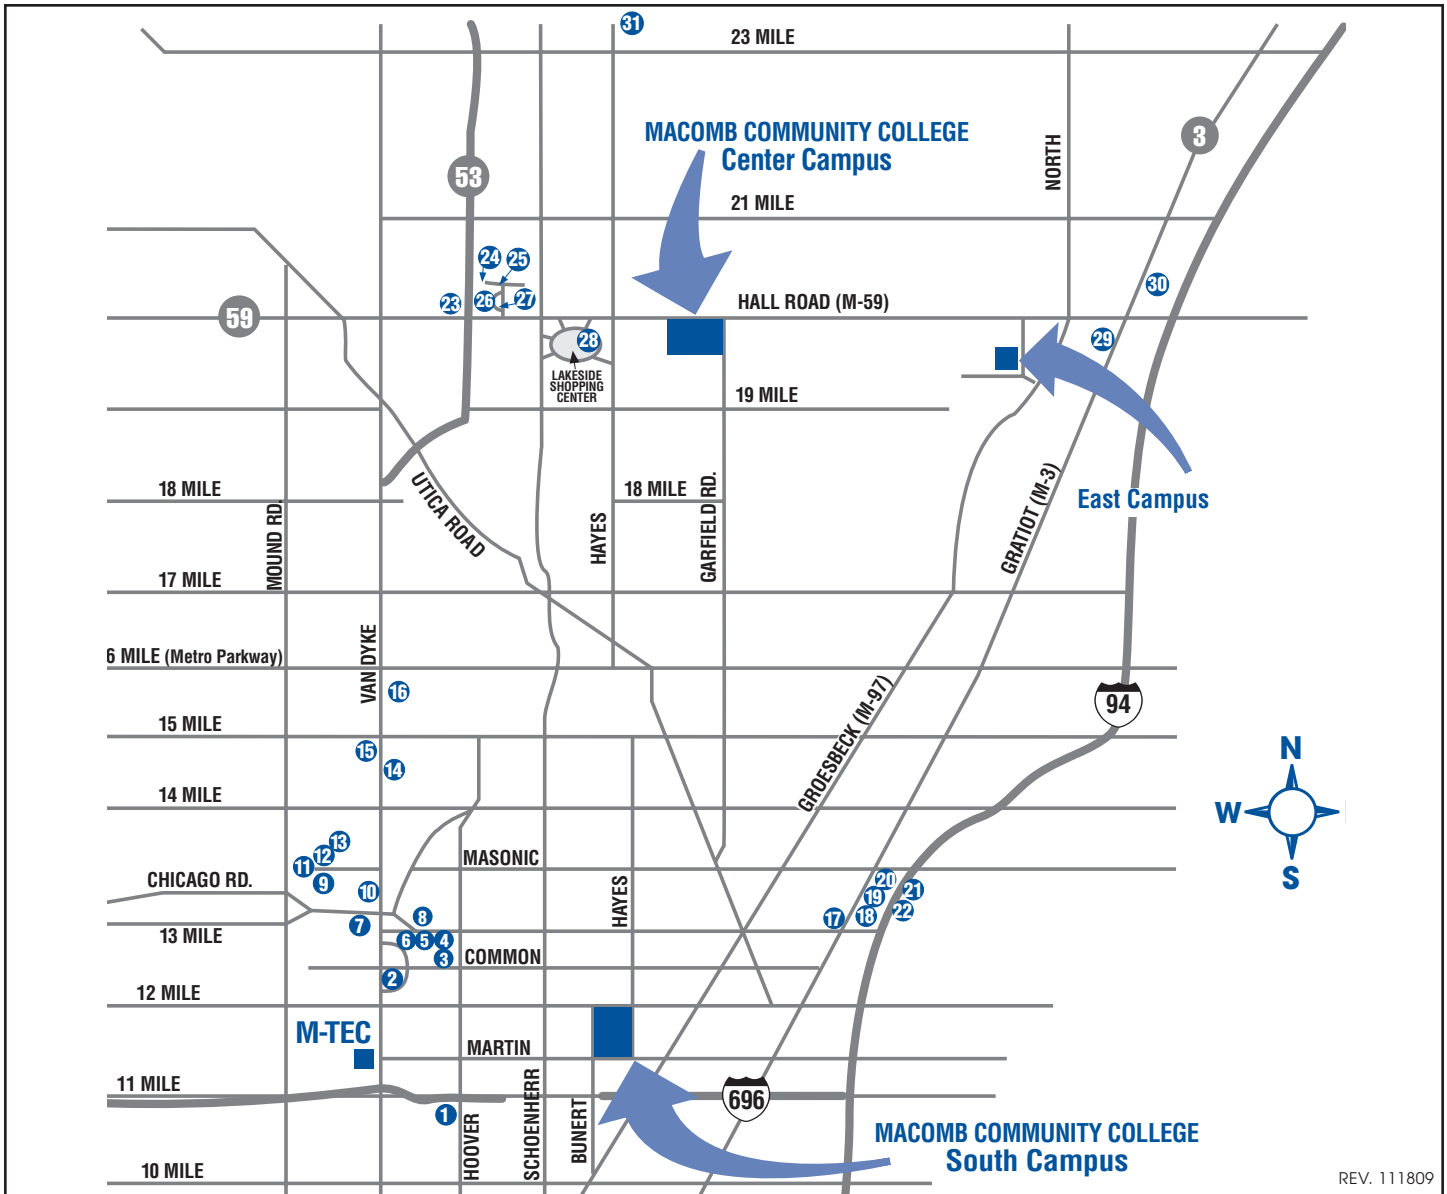 31
23 MILE
MACOMB COMMUNITY COLLEGE
Center Campus
3
53
NORTH
21 MILE
24
25
30
23
26
27
HALL ROAD (M-59)
59
28
29
LAKESIDE
SHOPPING
CENTER
19 MILE
18 MILE
18 MILE
UTICA ROAD
MOUND RD.
HAYES
GARFIELD RD.
GRATIOT (M-3)
East Campus
17 MILE
6 MILE (Metro Parkway)
VAN DYKE
16
94
GROESBECK (M-97)
15 MILE
15
14
N
W
S
14 MILE
13
12
11
MASONIC
9
10
CHICAGO RD.
20
21
19
22
18
17
8
7
HAYES
13 MILE
6
5
4
3
COMMON
2
12 MILE
M-TEC
MARTIN
11 MILE
696
1
HOOVER
SCHOENHERR
BUNERT
MACOMB COMMUNITY COLLEGE
South Campus
10 MILE
REV. 111809